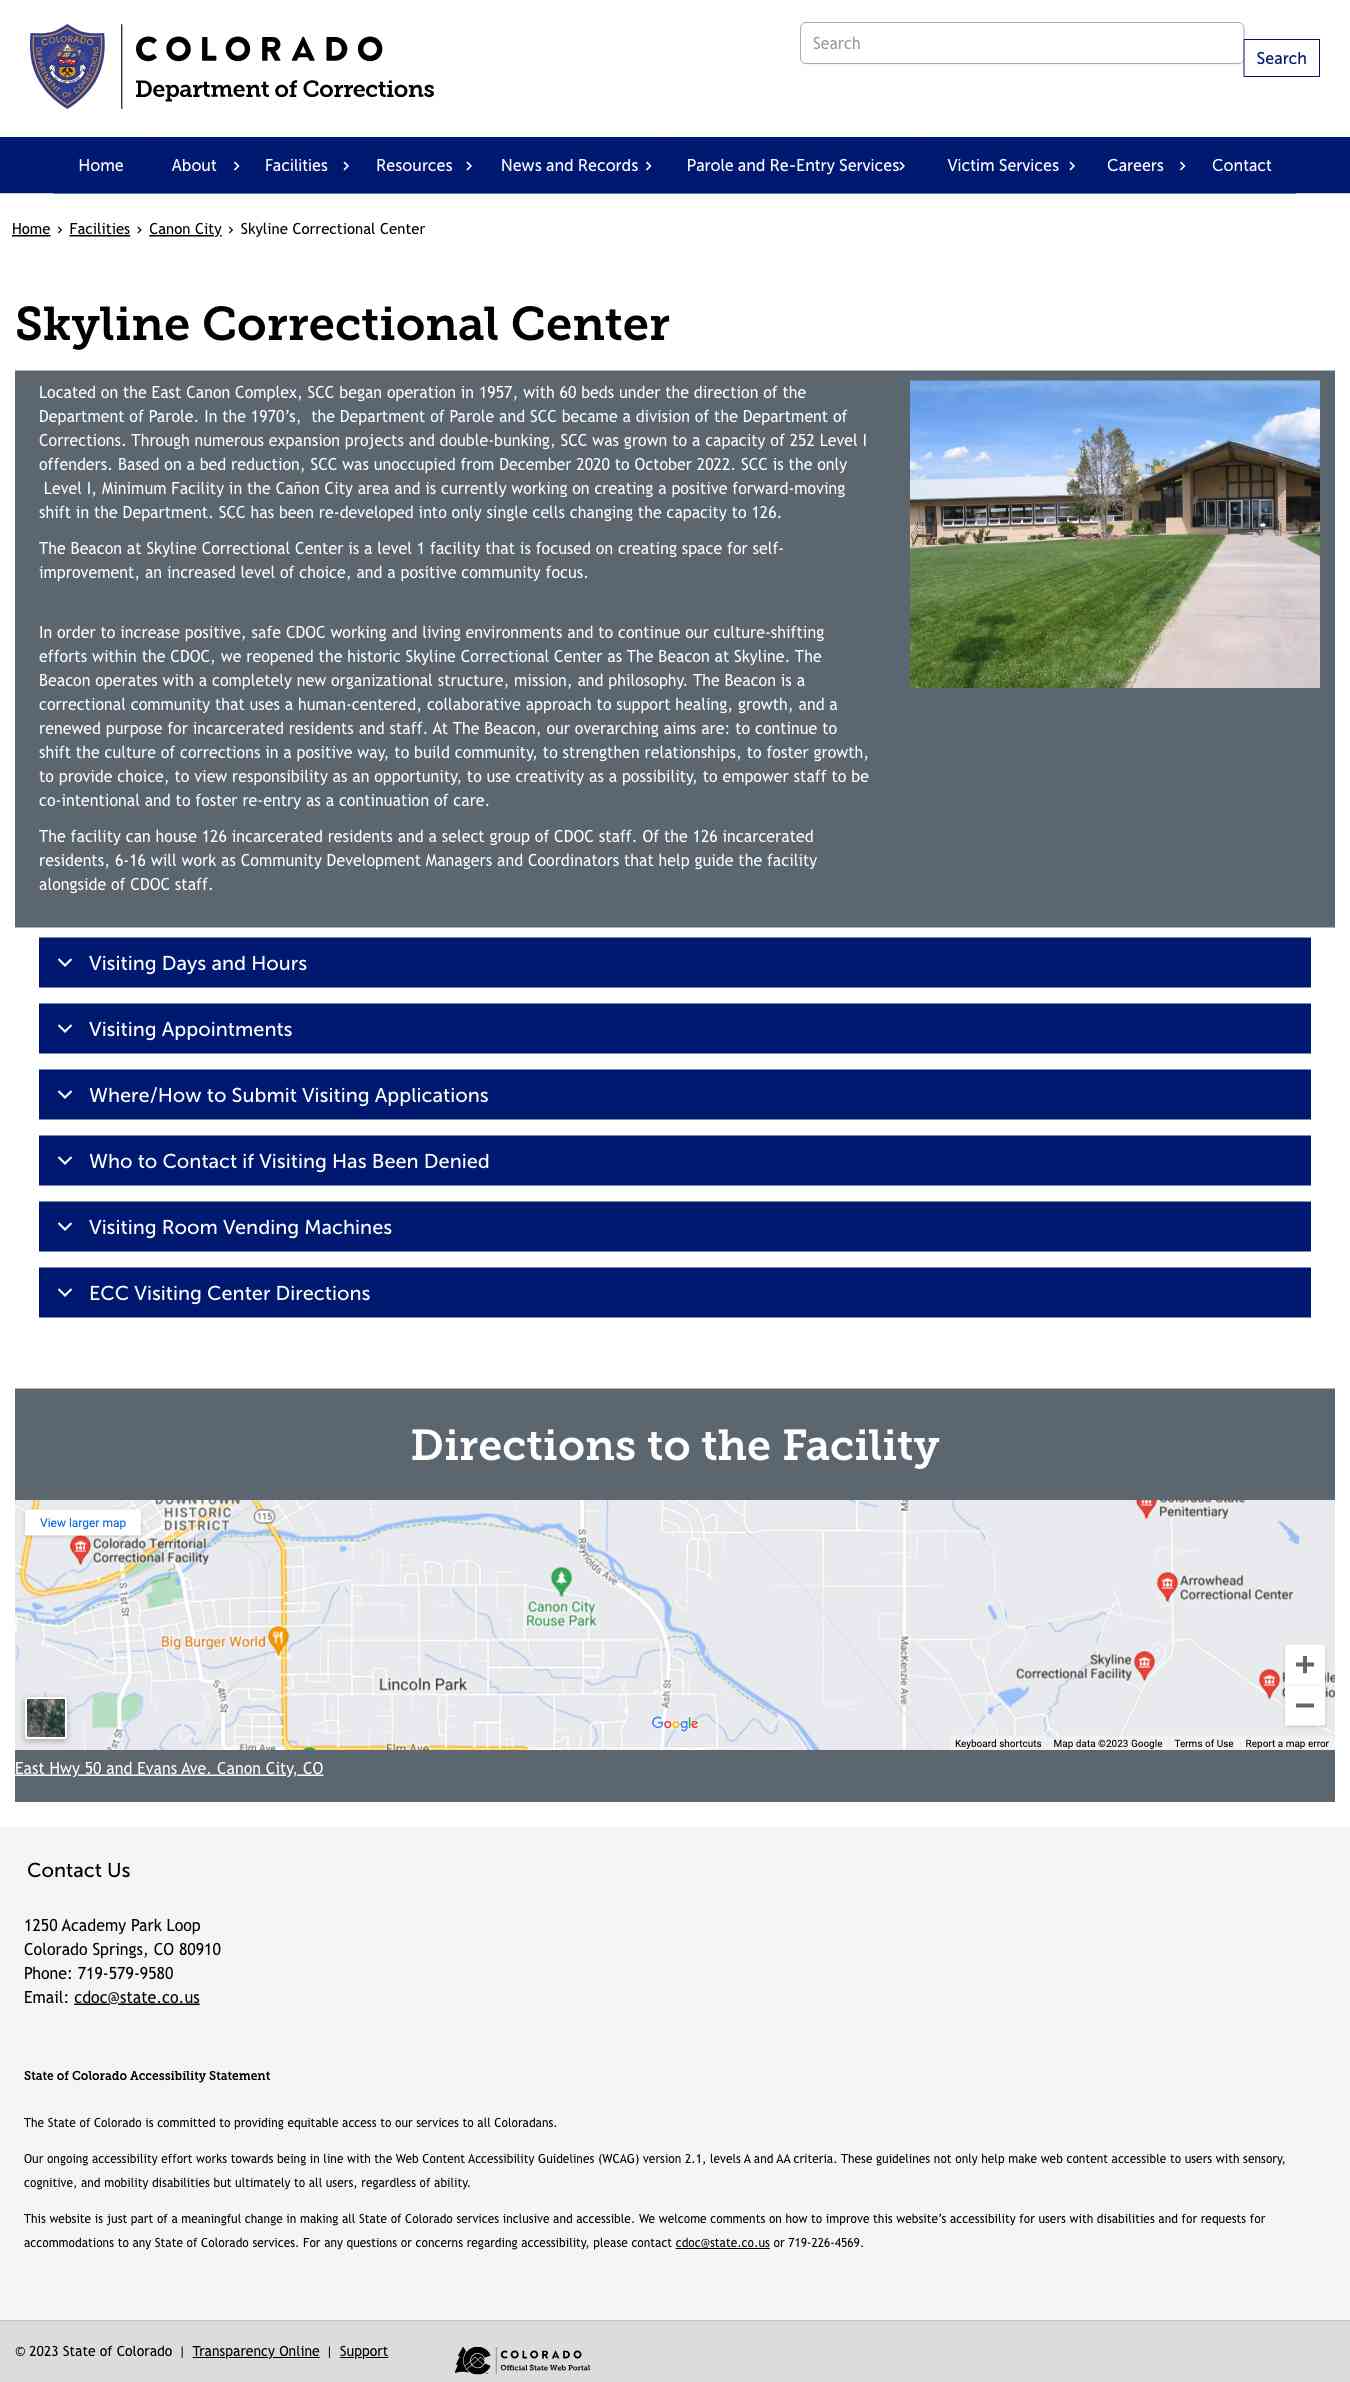 COLORADO
Department of Corrections
Search
Search
Home
About
Facilities
Resources
News and Records
Parole and Re-Entry Services
Victim Services
Careers
Contact
Home › Facilities › Canon City › Skyline Correctional Center
Skyline Correctional Center
Located on the East Canon Complex, SCC began operation in 1957, with 60 beds under the direction of the
Department of Parole. In the 1970’s,  the Department of Parole and SCC became a division of the Department of
Corrections. Through numerous expansion projects and double-bunking, SCC was grown to a capacity of 252 Level I
offenders. Based on a bed reduction, SCC was unoccupied from December 2020 to October 2022. SCC is the only
Level I, Minimum Facility in the Cañon City area and is currently working on creating a positive forward-moving
shift in the Department. SCC has been re-developed into only single cells changing the capacity to 126.
The Beacon at Skyline Correctional Center is a level 1 facility that is focused on creating space for self-
improvement, an increased level of choice, and a positive community focus.
In order to increase positive, safe CDOC working and living environments and to continue our culture-shifting
efforts within the CDOC, we reopened the historic Skyline Correctional Center as The Beacon at Skyline. The
Beacon operates with a completely new organizational structure, mission, and philosophy. The Beacon is a
correctional community that uses a human-centered, collaborative approach to support healing, growth, and a
renewed purpose for incarcerated residents and staff. At The Beacon, our overarching aims are: to continue to
shift the culture of corrections in a positive way, to build community, to strengthen relationships, to foster growth,
to provide choice, to view responsibility as an opportunity, to use creativity as a possibility, to empower staff to be
co-intentional and to foster re-entry as a continuation of care.
The facility can house 126 incarcerated residents and a select group of CDOC staff. Of the 126 incarcerated
residents, 6-16 will work as Community Development Managers and Coordinators that help guide the facility
alongside of CDOC staff.
Visiting Days and Hours
Visiting Appointments
Where/How to Submit Visiting Applications
Who to Contact if Visiting Has Been Denied
Visiting Room Vending Machines
ECC Visiting Center Directions
Directions to the Facility
View larger map
DOWNTOWN
HISTORIC
DISTRICT
115
Colorado State
Penitentiary
Colorado Territorial
Correctional Facility
S Raynolds Ave
S 1st St
Canon City
Rouse Park
Arrowhead
Correctional Center
Big Burger World
MacKenzie Ave
Skyline
Correctional Facility
Lincoln Park
S 4th St
Ash St
Google
Elm Ave
Elm Ave
Keyboard shortcuts
Map data ©2023 Google
Terms of Use
Report a map error
East Hwy 50 and Evans Ave. Canon City, CO
Contact Us
1250 Academy Park Loop
Colorado Springs, CO 80910
Phone: 719-579-9580
Email: cdoc@state.co.us
State of Colorado Accessibility Statement
The State of Colorado is committed to providing equitable access to our services to all Coloradans.
Our ongoing accessibility effort works towards being in line with the Web Content Accessibility Guidelines (WCAG) version 2.1, levels A and AA criteria. These guidelines not only help make web content accessible to users with sensory,
cognitive, and mobility disabilities but ultimately to all users, regardless of ability.
This website is just part of a meaningful change in making all State of Colorado services inclusive and accessible. We welcome comments on how to improve this website’s accessibility for users with disabilities and for requests for
accommodations to any State of Colorado services. For any questions or concerns regarding accessibility, please contact cdoc@state.co.us or 719-226-4569.
© 2023 State of Colorado | Transparency Online | Support
COLORADO
Official State Web Portal